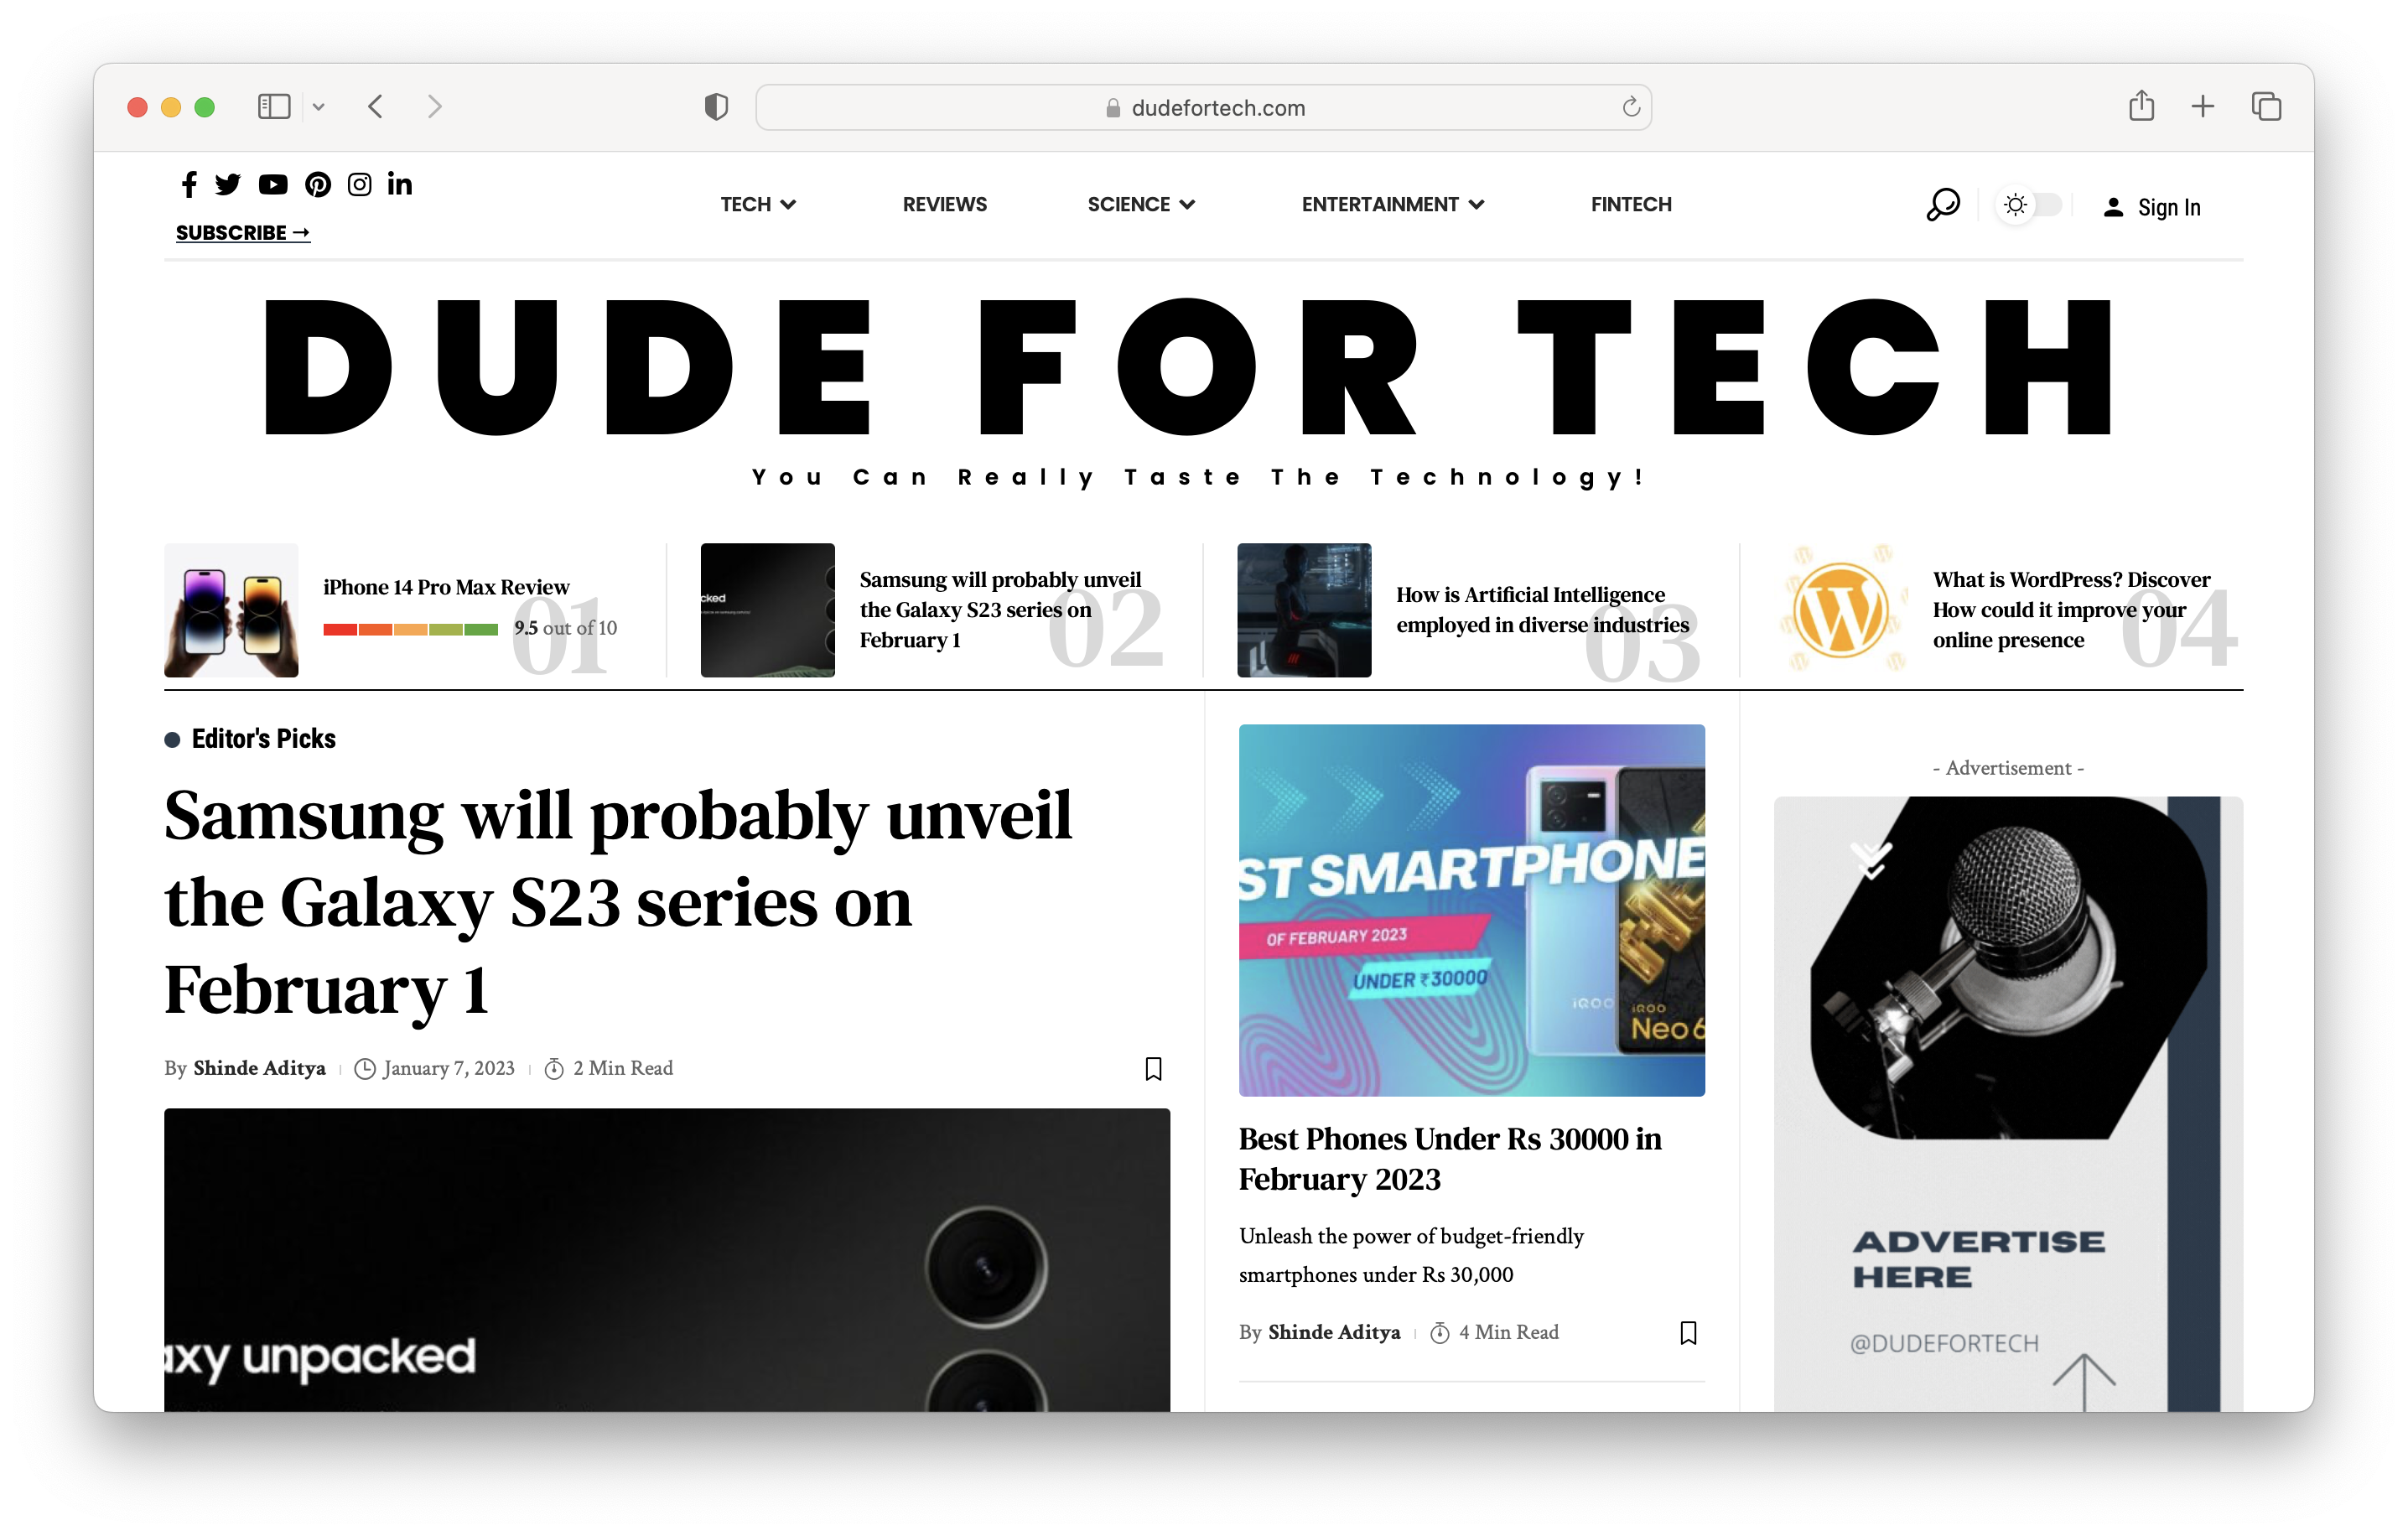 dudefortech.com
SUBSCRIBE →
TECH
REVIEWS
SCIENCE
ENTERTAINMENT
FINTECH
Sign In
DUDE FOR TECH
You Can Really Taste The Technology!
iPhone 14 Pro Max Review
9.5 out of 10
01
cked
Samsung will probably unveil
the Galaxy S23 series on
February 1
02
How is Artificial Intelligence
employed in diverse industries
03
What is WordPress? Discover
How could it improve your
online presence
04
Editor's Picks
Samsung will probably unveil
the Galaxy S23 series on
February 1
By Shinde Aditya
January 7, 2023
2 Min Read
axy unpacked
ST SMARTPHONE
OF FEBRUARY 2023
UNDER ₹30000
iQOO
iQOO
Neo 6
Best Phones Under Rs 30000 in
February 2023
Unleash the power of budget-friendly
smartphones under Rs 30,000
By Shinde Aditya
4 Min Read
- Advertisement -
ADVERTISE
HERE
@DUDEFORTECH